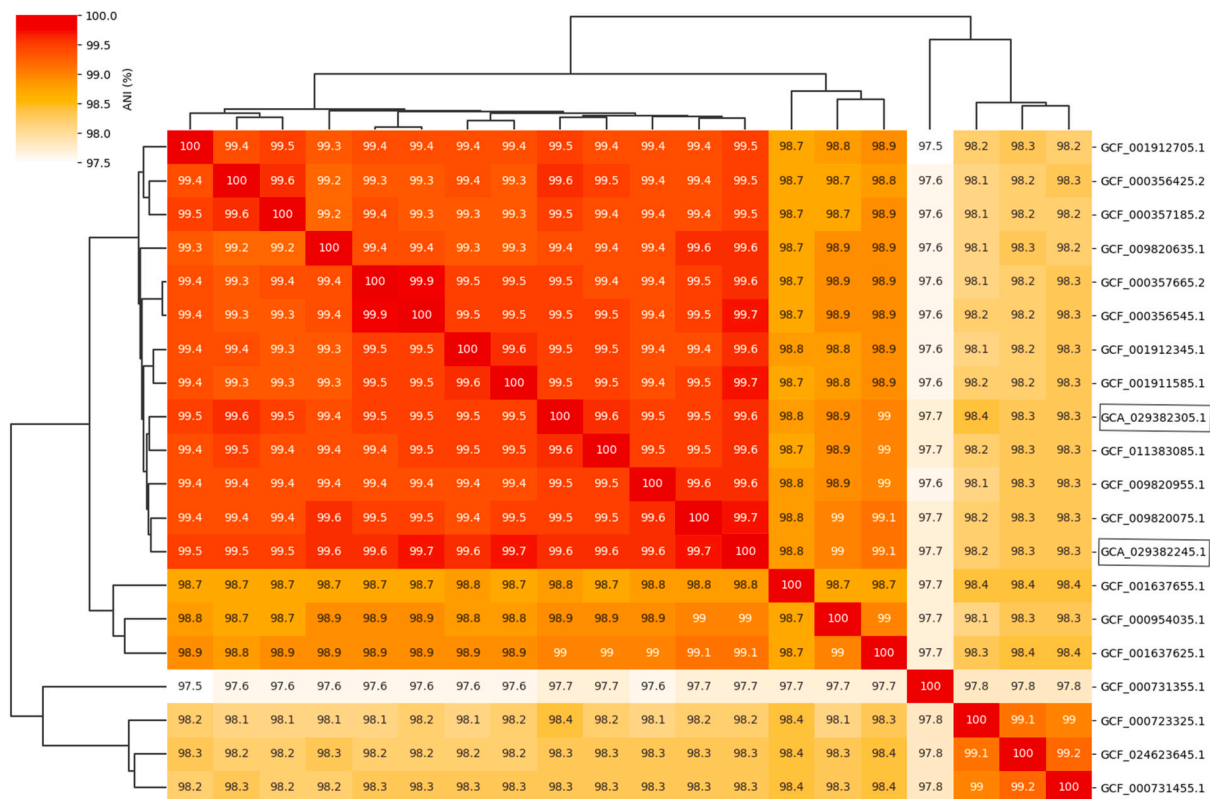 100.0
99.5
99.0
98.5
98.0
97.5
ANI (%)
100 99.4 99.5 99.3 99.4 99.4 99.4 99.4 99.5 99.4 99.4 99.4 99.5 98.7 98.8 98.9 97.5 98.2 98.3 98.2 GCF_001912705.1
99.4 100 99.6 99.2 99.3 99.3 99.4 99.3 99.6 99.5 99.4 99.4 99.5 98.7 98.7 98.8 97.6 98.1 98.2 98.3 GCF_000356425.2
99.5 99.6 100 99.2 99.4 99.3 99.3 99.3 99.5 99.4 99.4 99.4 99.5 98.7 98.7 98.9 97.6 98.1 98.2 98.2 GCF_000357185.2
99.3 99.2 99.2 100 99.4 99.4 99.3 99.3 99.4 99.4 99.4 99.6 99.6 98.7 98.9 98.9 97.6 98.1 98.3 98.2 GCF_009820635.1
99.4 99.3 99.4 99.4 100 99.9 99.5 99.5 99.5 99.4 99.4 99.5 99.6 98.7 98.9 98.9 97.6 98.1 98.2 98.3 GCF_000357665.2
99.4 99.3 99.3 99.4 99.9 100 99.5 99.5 99.5 99.5 99.4 99.5 99.7 98.7 98.9 98.9 97.6 98.2 98.2 98.3 GCF_000356545.1
99.4 99.4 99.3 99.3 99.5 99.5 100 99.6 99.5 99.5 99.4 99.4 99.6 98.8 98.8 98.9 97.6 98.1 98.2 98.3 GCF_001912345.1
99.4 99.3 99.3 99.3 99.5 99.5 99.6 100 99.5 99.5 99.4 99.5 99.7 98.7 98.8 98.9 97.6 98.2 98.2 98.3 GCF_001911585.1
99.5 99.6 99.5 99.4 99.5 99.5 99.5 99.5 100 99.6 99.5 99.5 99.6 98.8 98.9 99 97.7 98.4 98.3 98.3 GCA_029382305.1
99.4 99.5 99.4 99.4 99.4 99.5 99.5 99.5 99.6 100 99.5 99.5 99.6 98.7 98.9 99 97.7 98.2 98.3 98.3 GCF_011383085.1
99.4 99.4 99.4 99.4 99.4 99.4 99.4 99.4 99.5 99.5 100 99.6 99.6 98.8 98.9 99 97.6 98.1 98.3 98.3 GCF_009820955.1
99.4 99.4 99.4 99.6 99.5 99.5 99.4 99.5 99.5 99.5 99.6 100 99.7 98.8 99 99.1 97.7 98.2 98.3 98.3 GCF_009820075.1
99.5 99.5 99.5 99.6 99.6 99.7 99.6 99.7 99.6 99.6 99.6 99.7 100 98.8 99 99.1 97.7 98.2 98.3 98.3 GCA_029382245.1
98.7 98.7 98.7 98.7 98.7 98.7 98.8 98.7 98.8 98.7 98.8 98.8 98.8 100 98.7 98.7 97.7 98.4 98.4 98.4 GCF_001637655.1
98.8 98.7 98.7 98.9 98.9 98.9 98.8 98.8 98.9 98.9 98.9 99 99 98.7 100 99 97.7 98.1 98.3 98.3 GCF_000954035.1
98.9 98.8 98.9 98.9 98.9 98.9 98.9 98.9 99 99 99 99.1 99.1 98.7 99 100 97.7 98.3 98.4 98.4 GCF_001637625.1
97.5 97.6 97.6 97.6 97.6 97.6 97.6 97.6 97.7 97.7 97.6 97.7 97.7 97.7 97.7 97.7 100 97.8 97.8 97.8 GCF_000731355.1
98.2 98.1 98.1 98.1 98.1 98.2 98.1 98.2 98.4 98.2 98.1 98.2 98.2 98.4 98.1 98.3 97.8 100 99.1 99 GCF_000723325.1
98.3 98.2 98.2 98.3 98.2 98.2 98.2 98.2 98.3 98.3 98.3 98.3 98.3 98.4 98.3 98.4 97.8 99.1 100 99.2 GCF_024623645.1
98.2 98.3 98.2 98.2 98.3 98.3 98.3 98.3 98.3 98.3 98.3 98.3 98.3 98.4 98.3 98.4 97.8 99 99.2 100 GCF_000731455.1